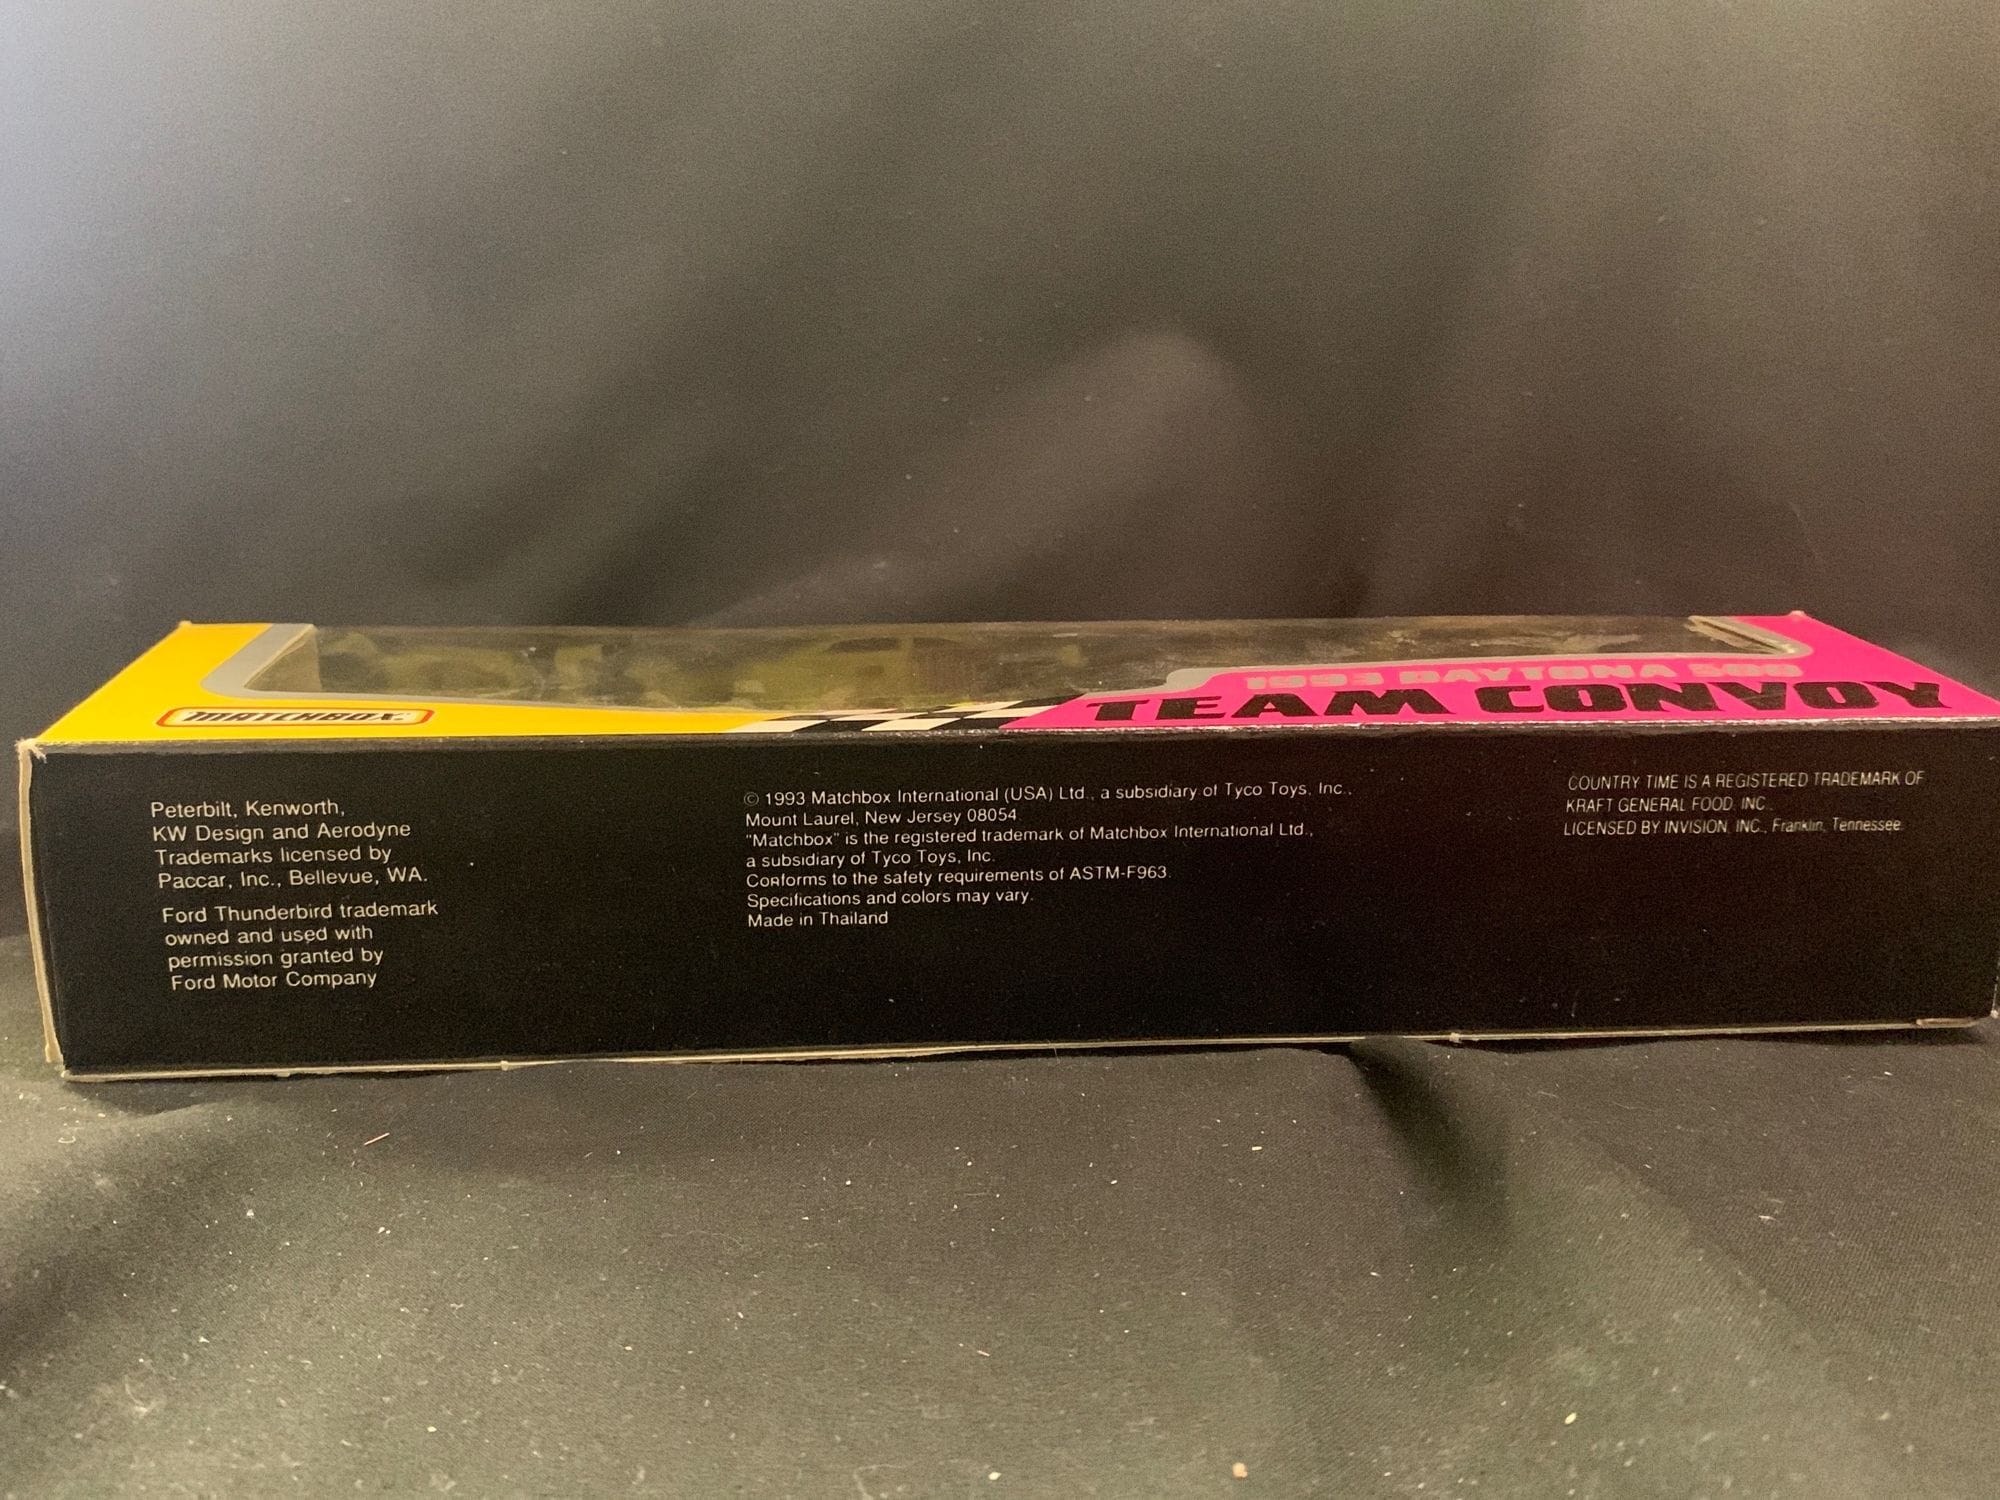 MATCHBOX
1993 DAYTONA 500
TEAM CONVOY
Peterbilt, Kenworth,
KW Design and Aerodyne
Trademarks licensed by
Paccar, Inc., Bellevue, WA.
Ford Thunderbird trademark
owned and used with
permission granted by
Ford Motor Company
© 1993 Matchbox International (USA) Ltd., a subsidiary of Tyco Toys, Inc.,
Mount Laurel, New Jersey 08054
"Matchbox" is the registered trademark of Matchbox International Ltd.,
a subsidiary of Tyco Toys, Inc.
Conforms to the safety requirements of ASTM-F963.
Specifications and colors may vary.
Made in Thailand
COUNTRY TIME IS A REGISTERED TRADEMARK OF
KRAFT GENERAL FOOD, INC.,
LICENSED BY INVISION, INC., Franklin, Tennessee.